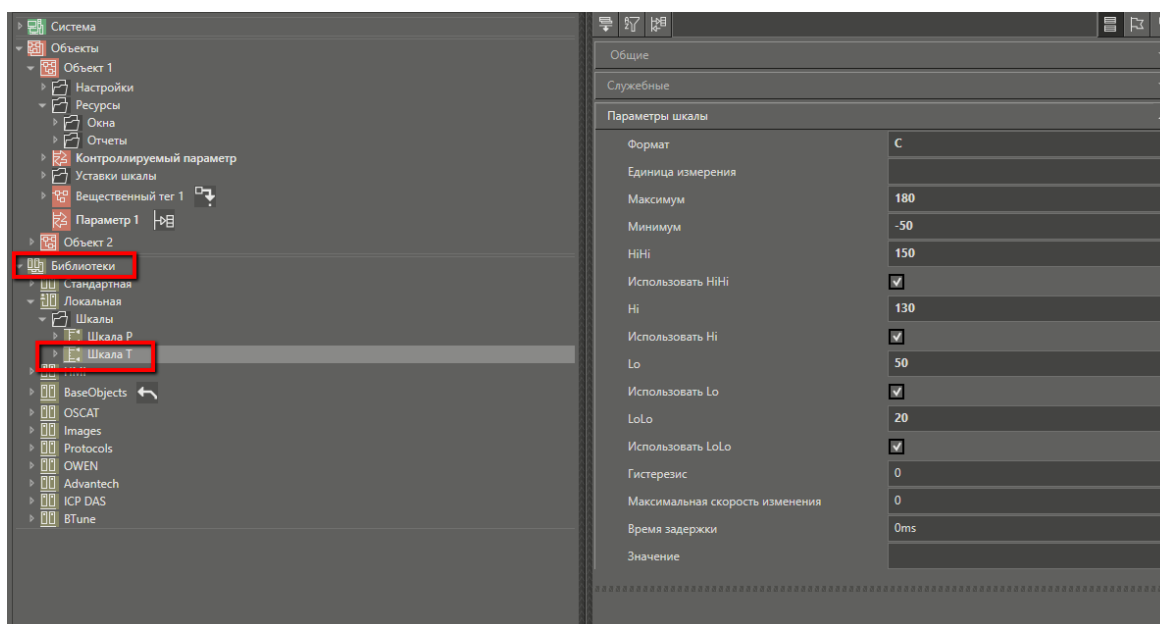 Система
Объекты
Объект 1
Настройки
Ресурсы
Окна
Отчеты
Контроллируемый параметр
Уставки шкалы
Вещественный тег 1
Параметр 1
Объект 2
Библиотеки
Стандартная
Локальная
Шкалы
Шкала P
Шкала T
HMI
BaseObjects
OSCAT
Images
Protocols
OWEN
Advantech
ICP DAS
BTune
Общие
Служебные
Параметры шкалы
Формат C
Единица измерения
Максимум 180
Минимум -50
HiHi 150
Использовать HiHi
Hi 130
Использовать Hi
Lo 50
Использовать Lo
LoLo 20
Использовать LoLo
Гистерезис 0
Максимальная скорость изменения 0
Время задержки 0ms
Значение